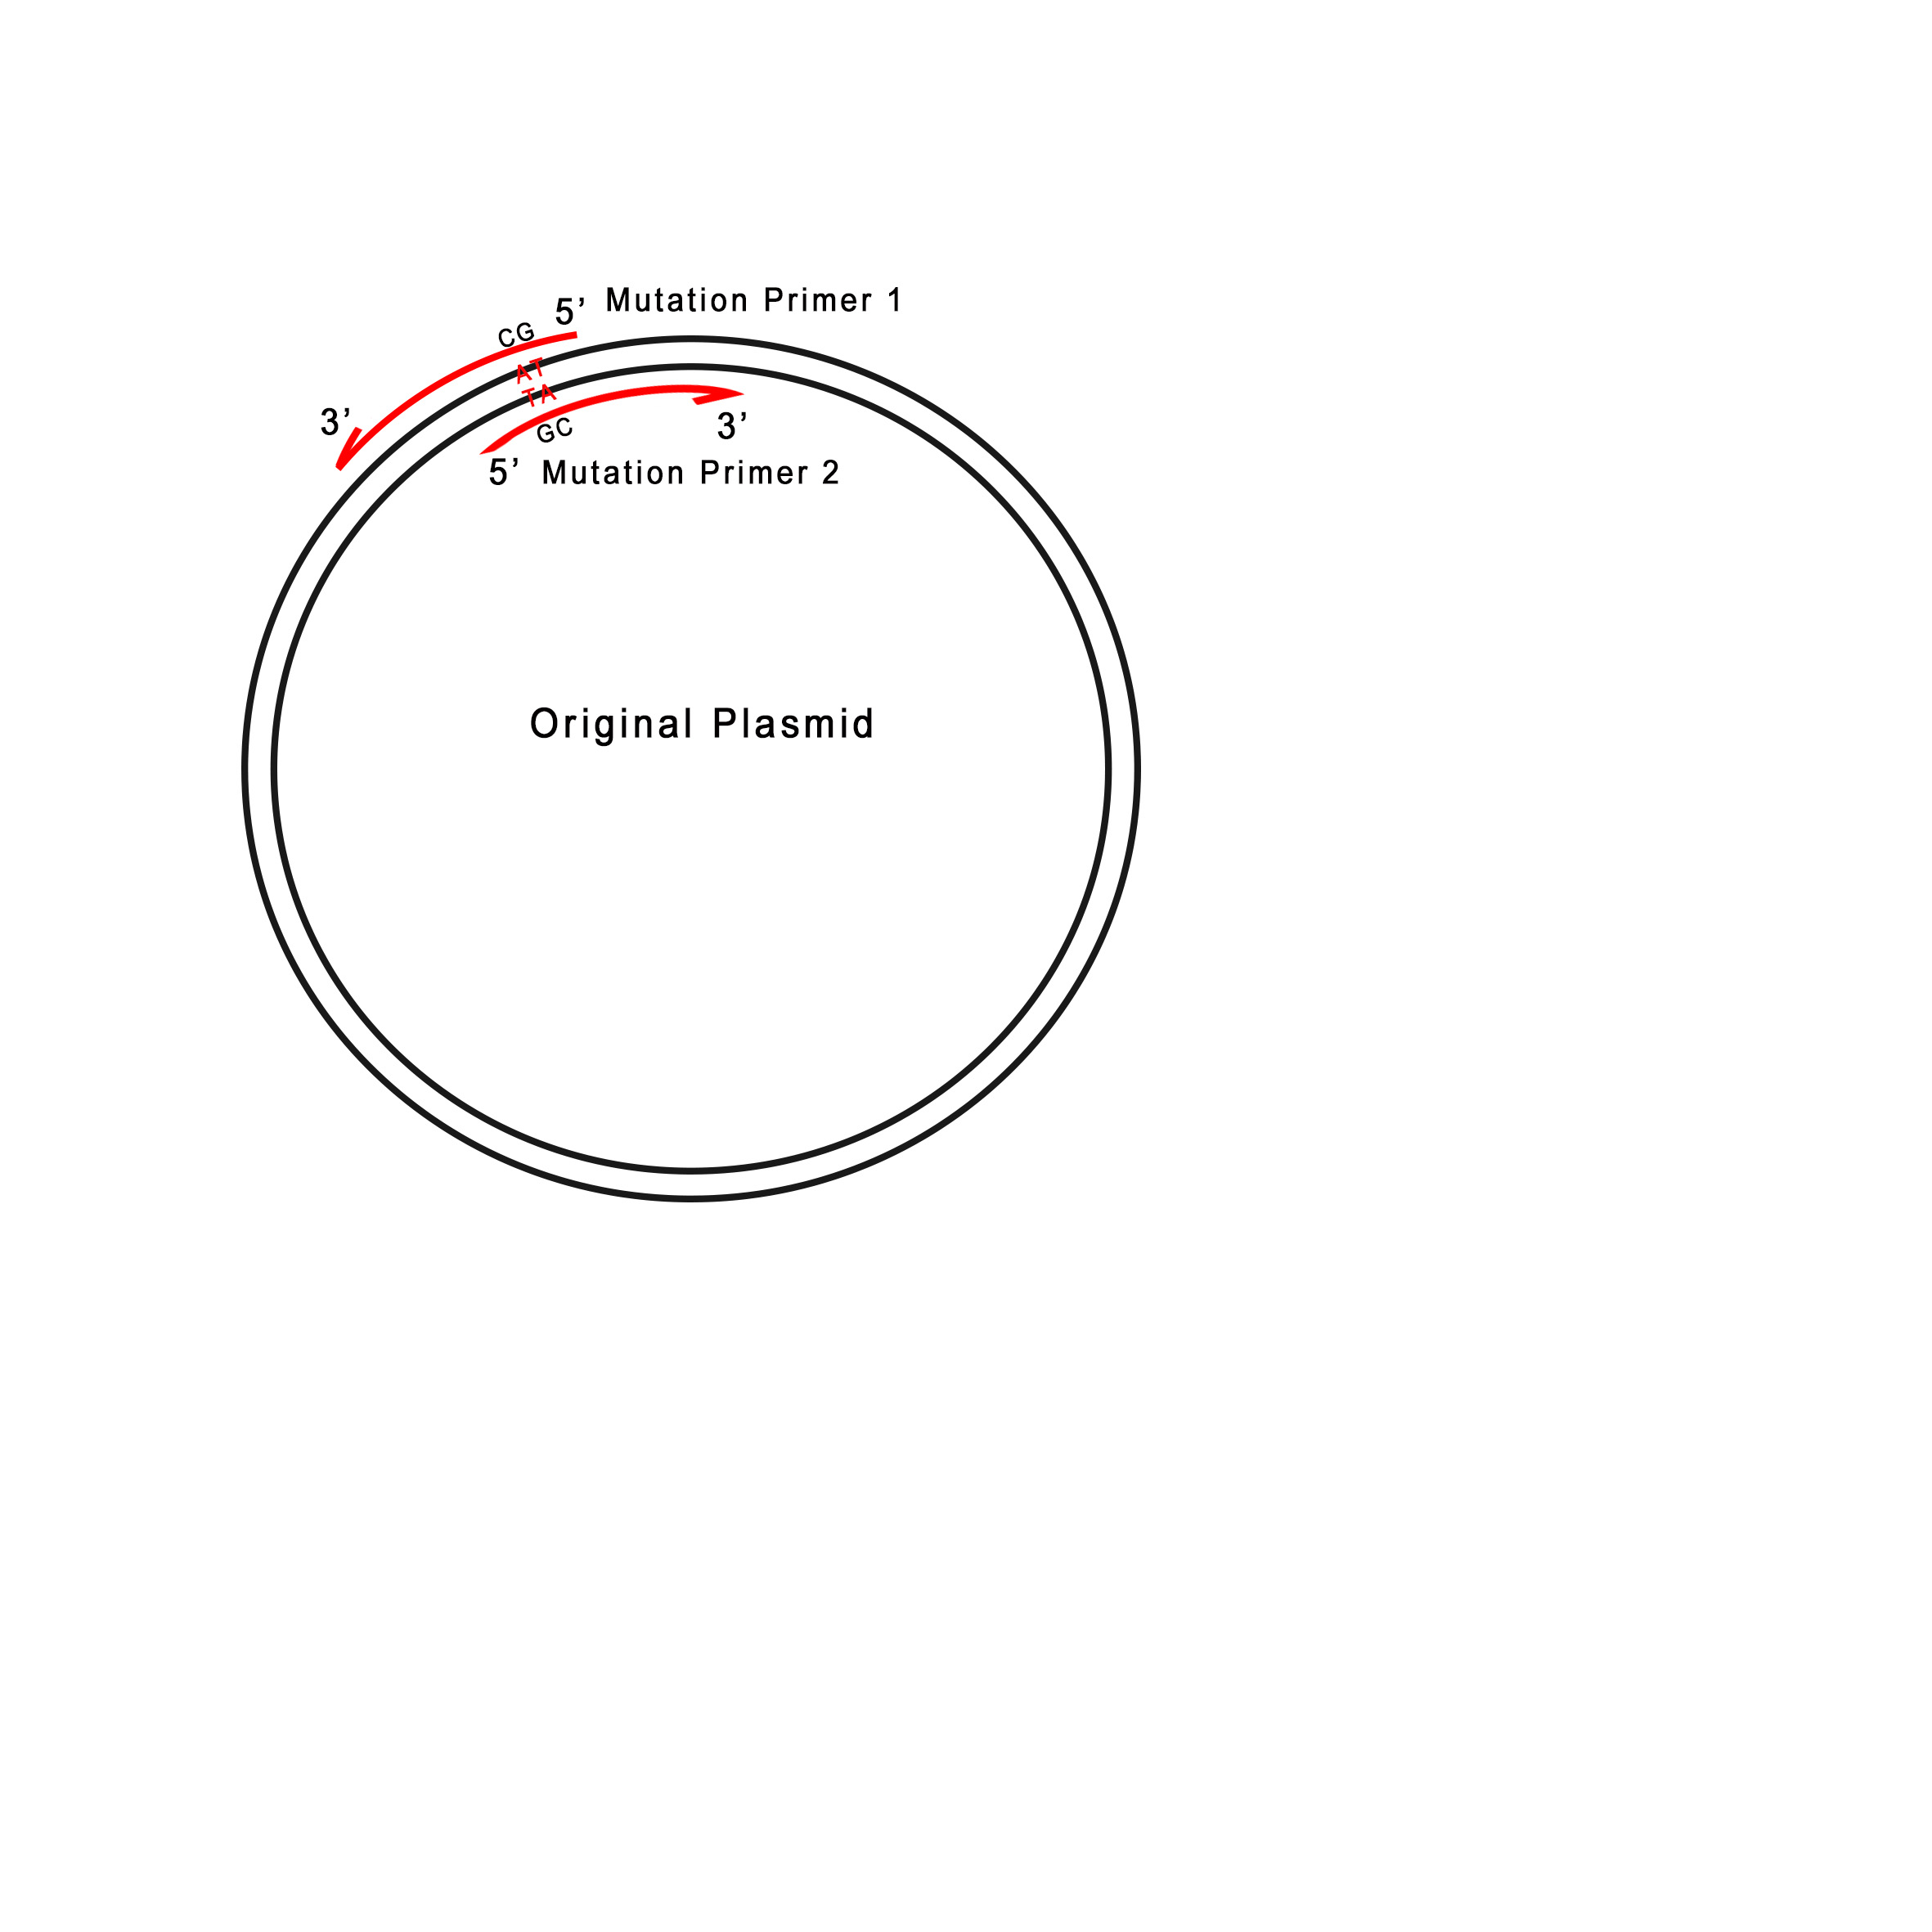 5’ Mutation Primer 1
CG
AT
TA
3’
3’
GC
5’ Mutation Primer 2
Original Plasmid